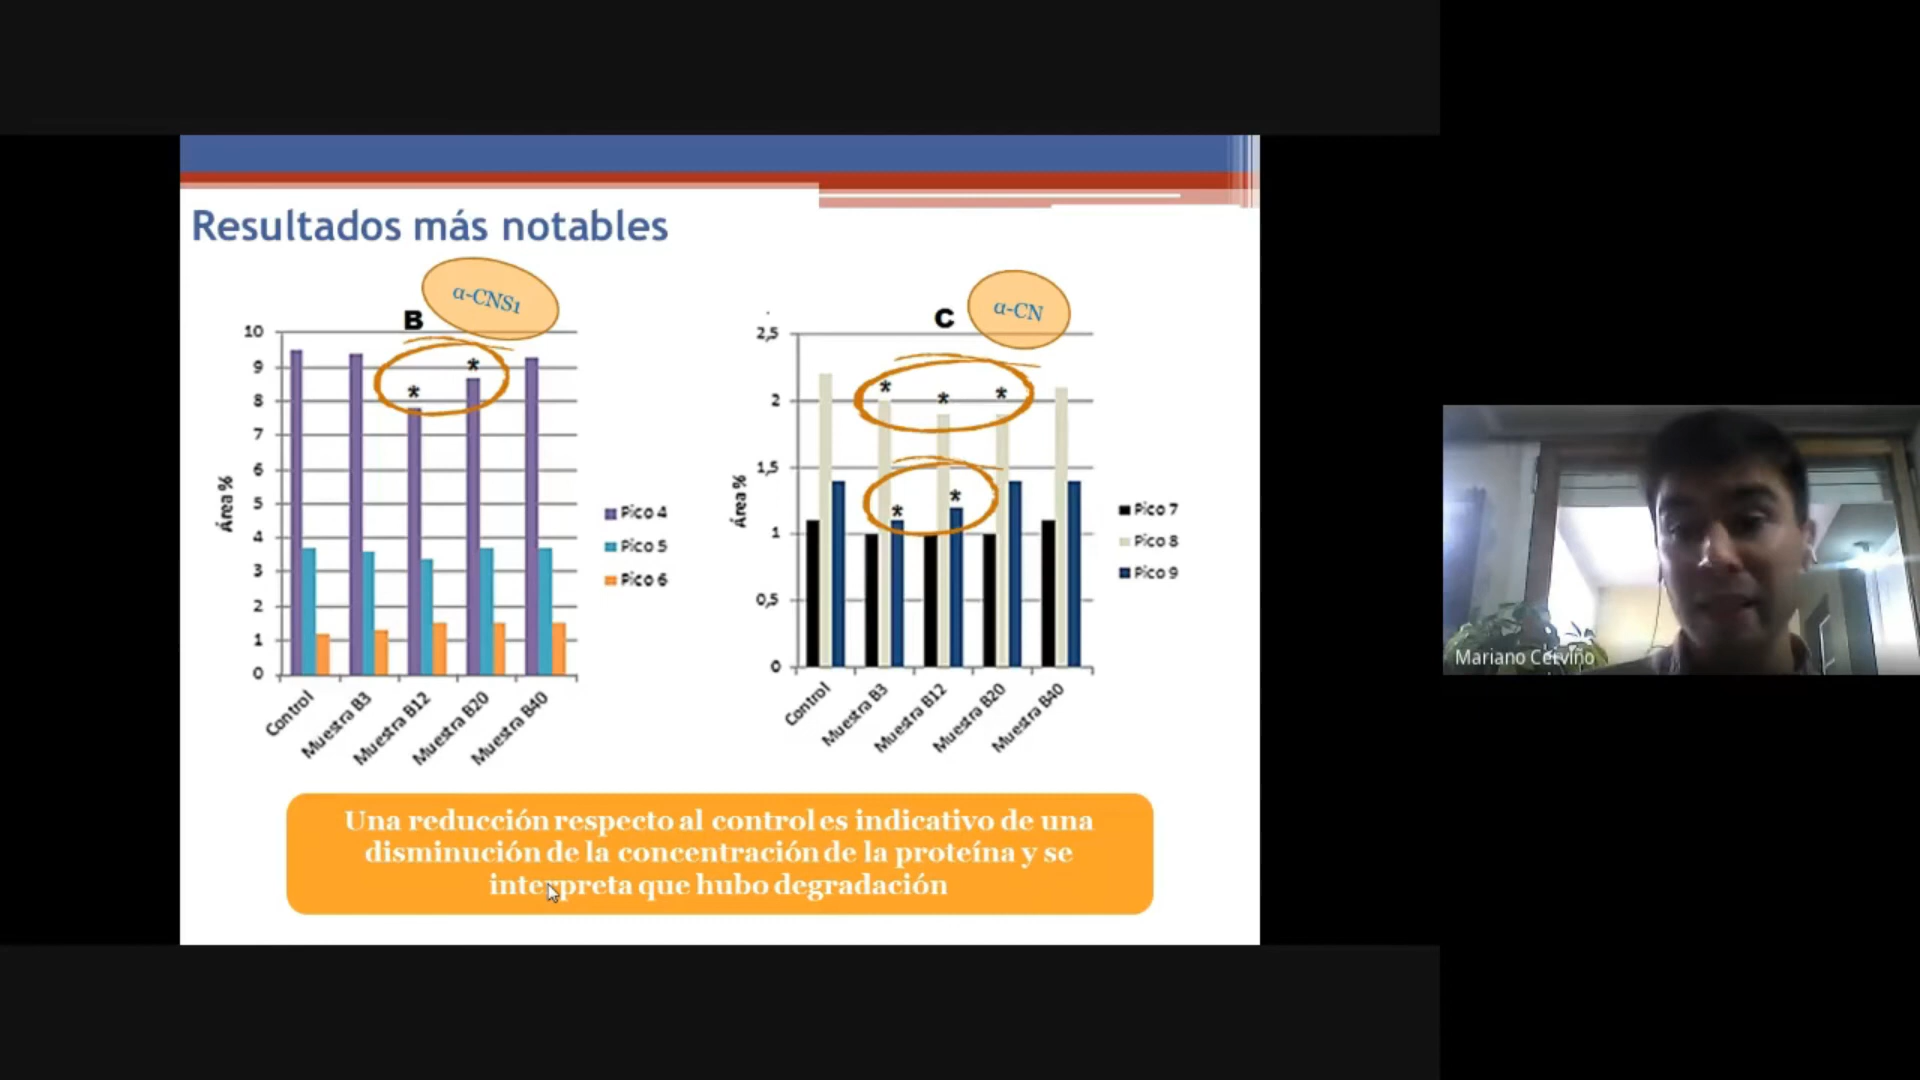 Resultados más notables
α-CNS1
B
10
9
8
7
6
5
4
3
2
1
0
Área %
* *
Control
Muestra B3
Muestra B12
Muestra B20
Muestra B40
Pico 4
Pico 5
Pico 6
α-CN
C
2,5
2
1,5
1
0,5
0
Área %
* * *
* *
Control
Muestra B3
Muestra B12
Muestra B20
Muestra B40
Pico 7
Pico 8
Pico 9
Una reducción respecto al control es indicativo de una
disminución de la concentración de la proteína y se
interpreta que hubo degradación
Mariano Cerviño